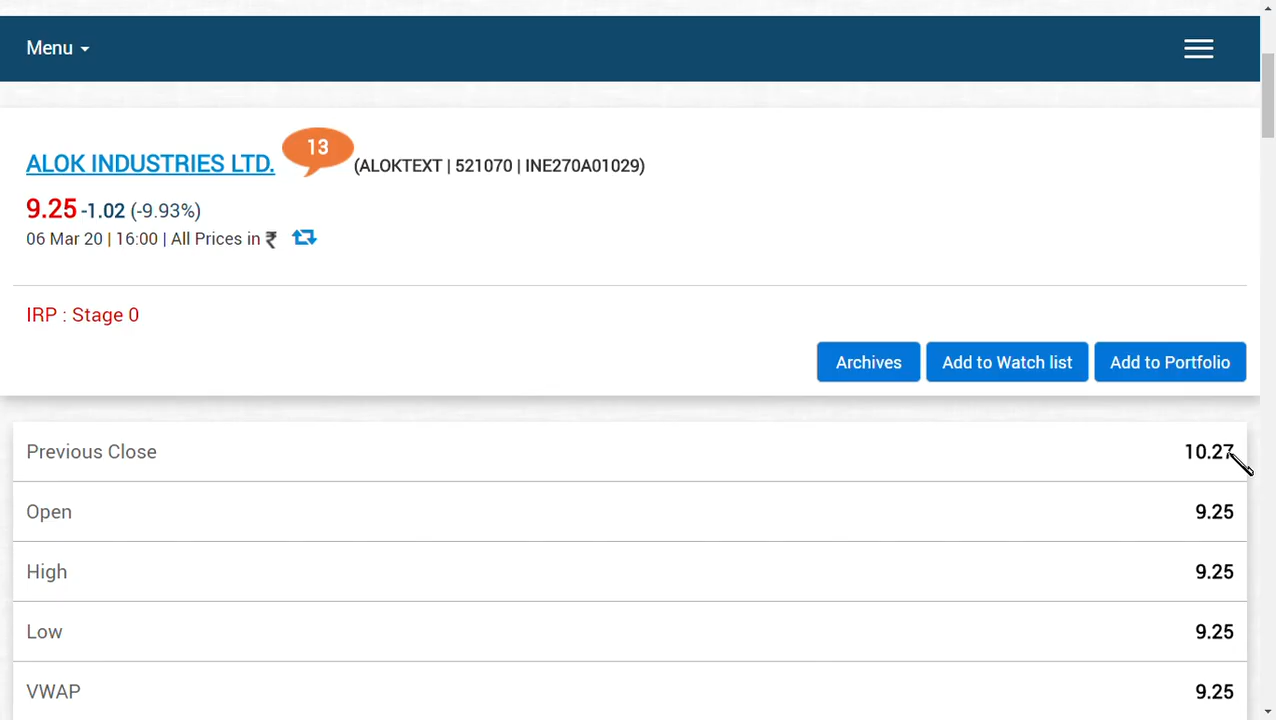 Menu
ALOK INDUSTRIES LTD. 13 (ALOKTEXT | 521070 | INE270A01029)
9.25 -1.02 (-9.93%)
06 Mar 20 | 16:00 | All Prices in ₹
IRP : Stage 0
Archives Add to Watch list Add to Portfolio
Previous Close 10.27
Open 9.25
High 9.25
Low 9.25
VWAP 9.25